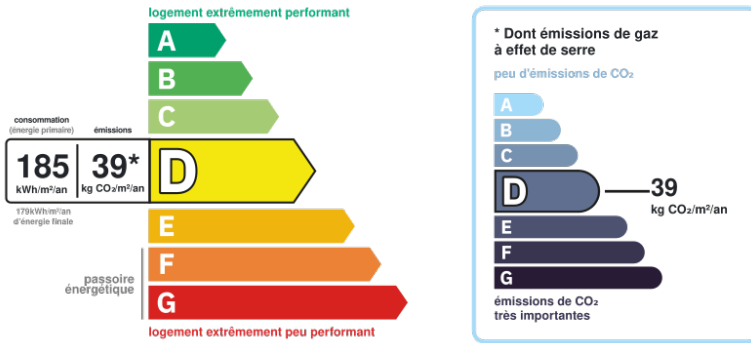 logement extrêmement performant
A
B
C
consommation
(énergie primaire)
émissions
185
kWh/m²/an
39*
kg CO₂/m²/an
D
179kWh/m²/an
d'énergie finale
E
passoire
énergétique
F
G
logement extrêmement peu performant
* Dont émissions de gaz
à effet de serre
peu d'émissions de CO₂
A
B
C
D
39
kg CO₂/m²/an
E
F
G
émissions de CO₂
très importantes